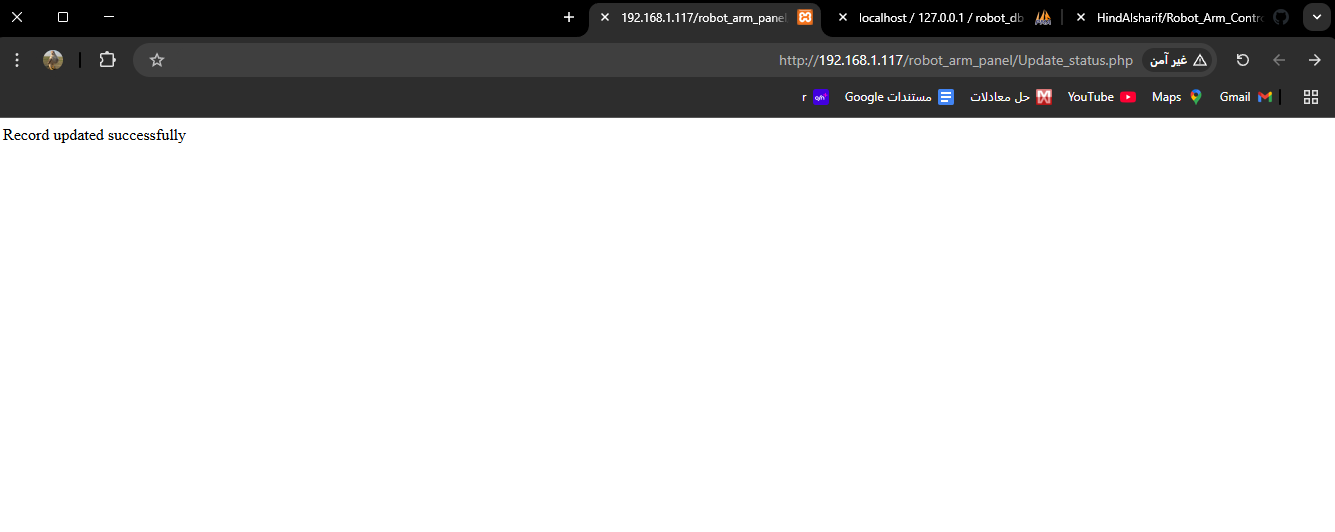 192.168.1.117/robot_arm_panel
localhost / 127.0.0.1 / robot_db
HindAlsharif/Robot_Arm_Contro
http://192.168.1.117/robot_arm_panel/Update_status.php
غير آمن
Gmail
Maps
YouTube
حل معادلات
مستندات Google
r
Record updated successfully